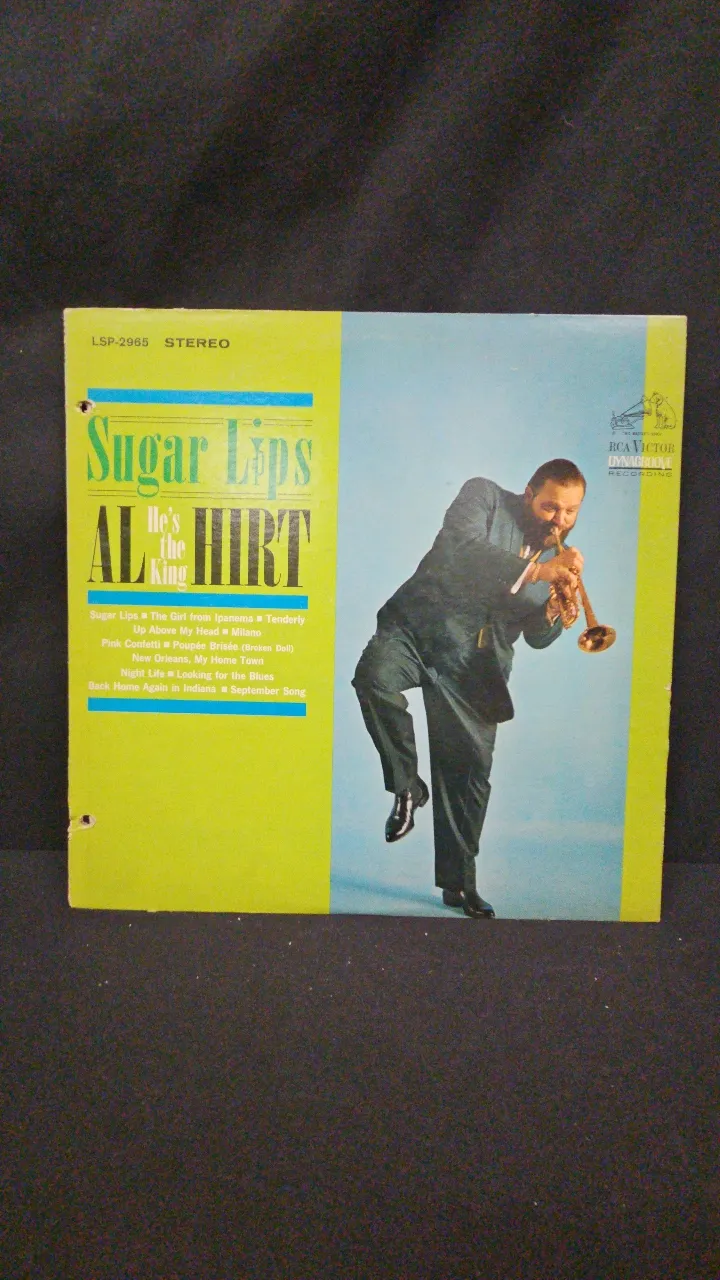 LSP-2965 STEREO
Sugar Lips
AL He's the King HIRT
Sugar Lips ■ The Girl from Ipanema ■ Tenderly
Up Above My Head ■ Milano
Pink Confetti ■ Poupée Brisée (Broken Doll)
New Orleans, My Home Town
Night Life ■ Looking for the Blues
Back Home Again in Indiana ■ September Song
RCA VICTOR
DYNAGROOVE
RECORDING